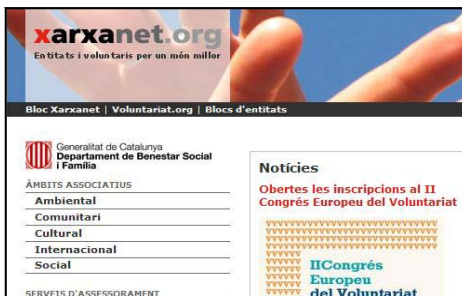 xarxanet.org
Entitats i voluntaris per un món millor
Bloc Xarxanet | Voluntariat.org | Blocs d'entitats
Generalitat de Catalunya
Departament de Benestar Social
i Família
ÀMBITS ASSOCIATIUS
Ambiental
Comunitari
Cultural
Internacional
Social
SERVEIS D'ASSESSORAMENT
Notícies
Obertes les inscripcions al II
Congrés Europeu del Voluntariat
IICongrés
Europeu
del Voluntariat